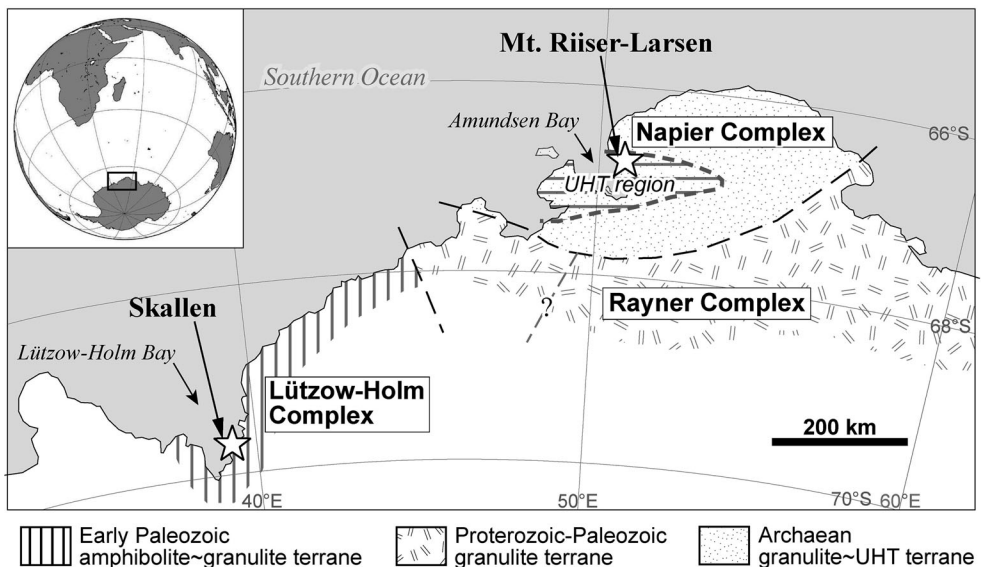 Mt. Riiser-Larsen
Southern Ocean
Amundsen Bay
Napier Complex
66°S
UHT region
Skallen
?
Rayner Complex
68°S
Lützow-Holm Bay
Lützow-Holm
Complex
200 km
40°E
50°E
70°S
60°E
Early Paleozoic
amphibolite~granulite terrane
Proterozoic-Paleozoic
granulite terrane
Archaean
granulite~UHT terrane